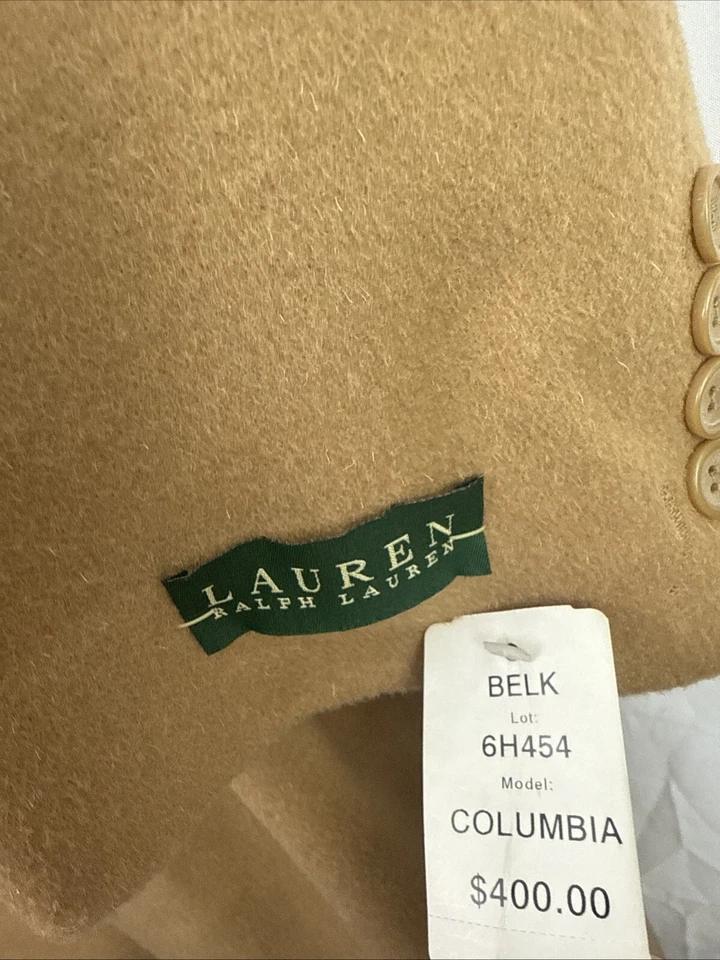 LAUREN
RALPH LAUREN
BELK
Lot:
6H454
Model:
COLUMBIA
$400.00